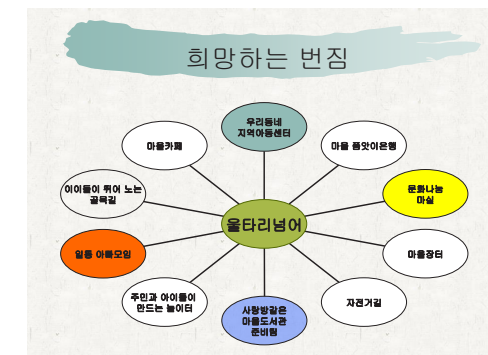 희망하는 번짐
우리동네
지역아동센터
마을카페
마을 품앗이은행
아이들이 뛰어 노는
골목길
문화나눔
마실
울타리넘어
일동 아빠모임
마을장터
주민과 아이들이
만드는 놀이터
자전거길
사랑방같은
마을도서관
준비팀